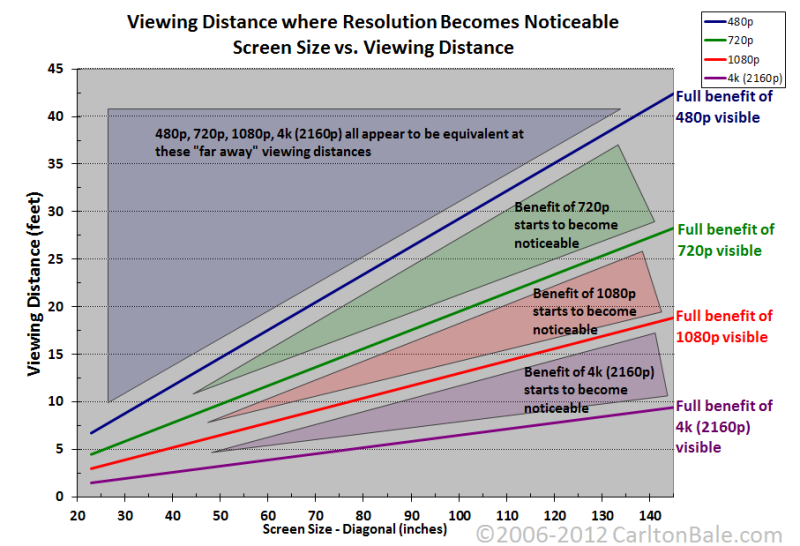 Viewing Distance where Resolution Becomes Noticeable
Screen Size vs. Viewing Distance
480p
720p
1080p
4k (2160p)
Viewing Distance (feet)
45
40
35
30
25
20
15
10
5
0
480p, 720p, 1080p, 4k (2160p) all appear to be equivalent at
these "far away" viewing distances
Benefit of 720p
starts to become
noticeable
Benefit of 1080p
starts to become
noticeable
Benefit of 4k (2160p)
starts to become
noticeable
Full benefit of
480p visible
Full benefit of
720p visible
Full benefit of
1080p visible
Full benefit of
4k (2160p)
visible
20 30 40 50 60 70 80 90 100 110 120 130 140
Screen Size - Diagonal (inches)
©2006-2012 CarltonBale.com